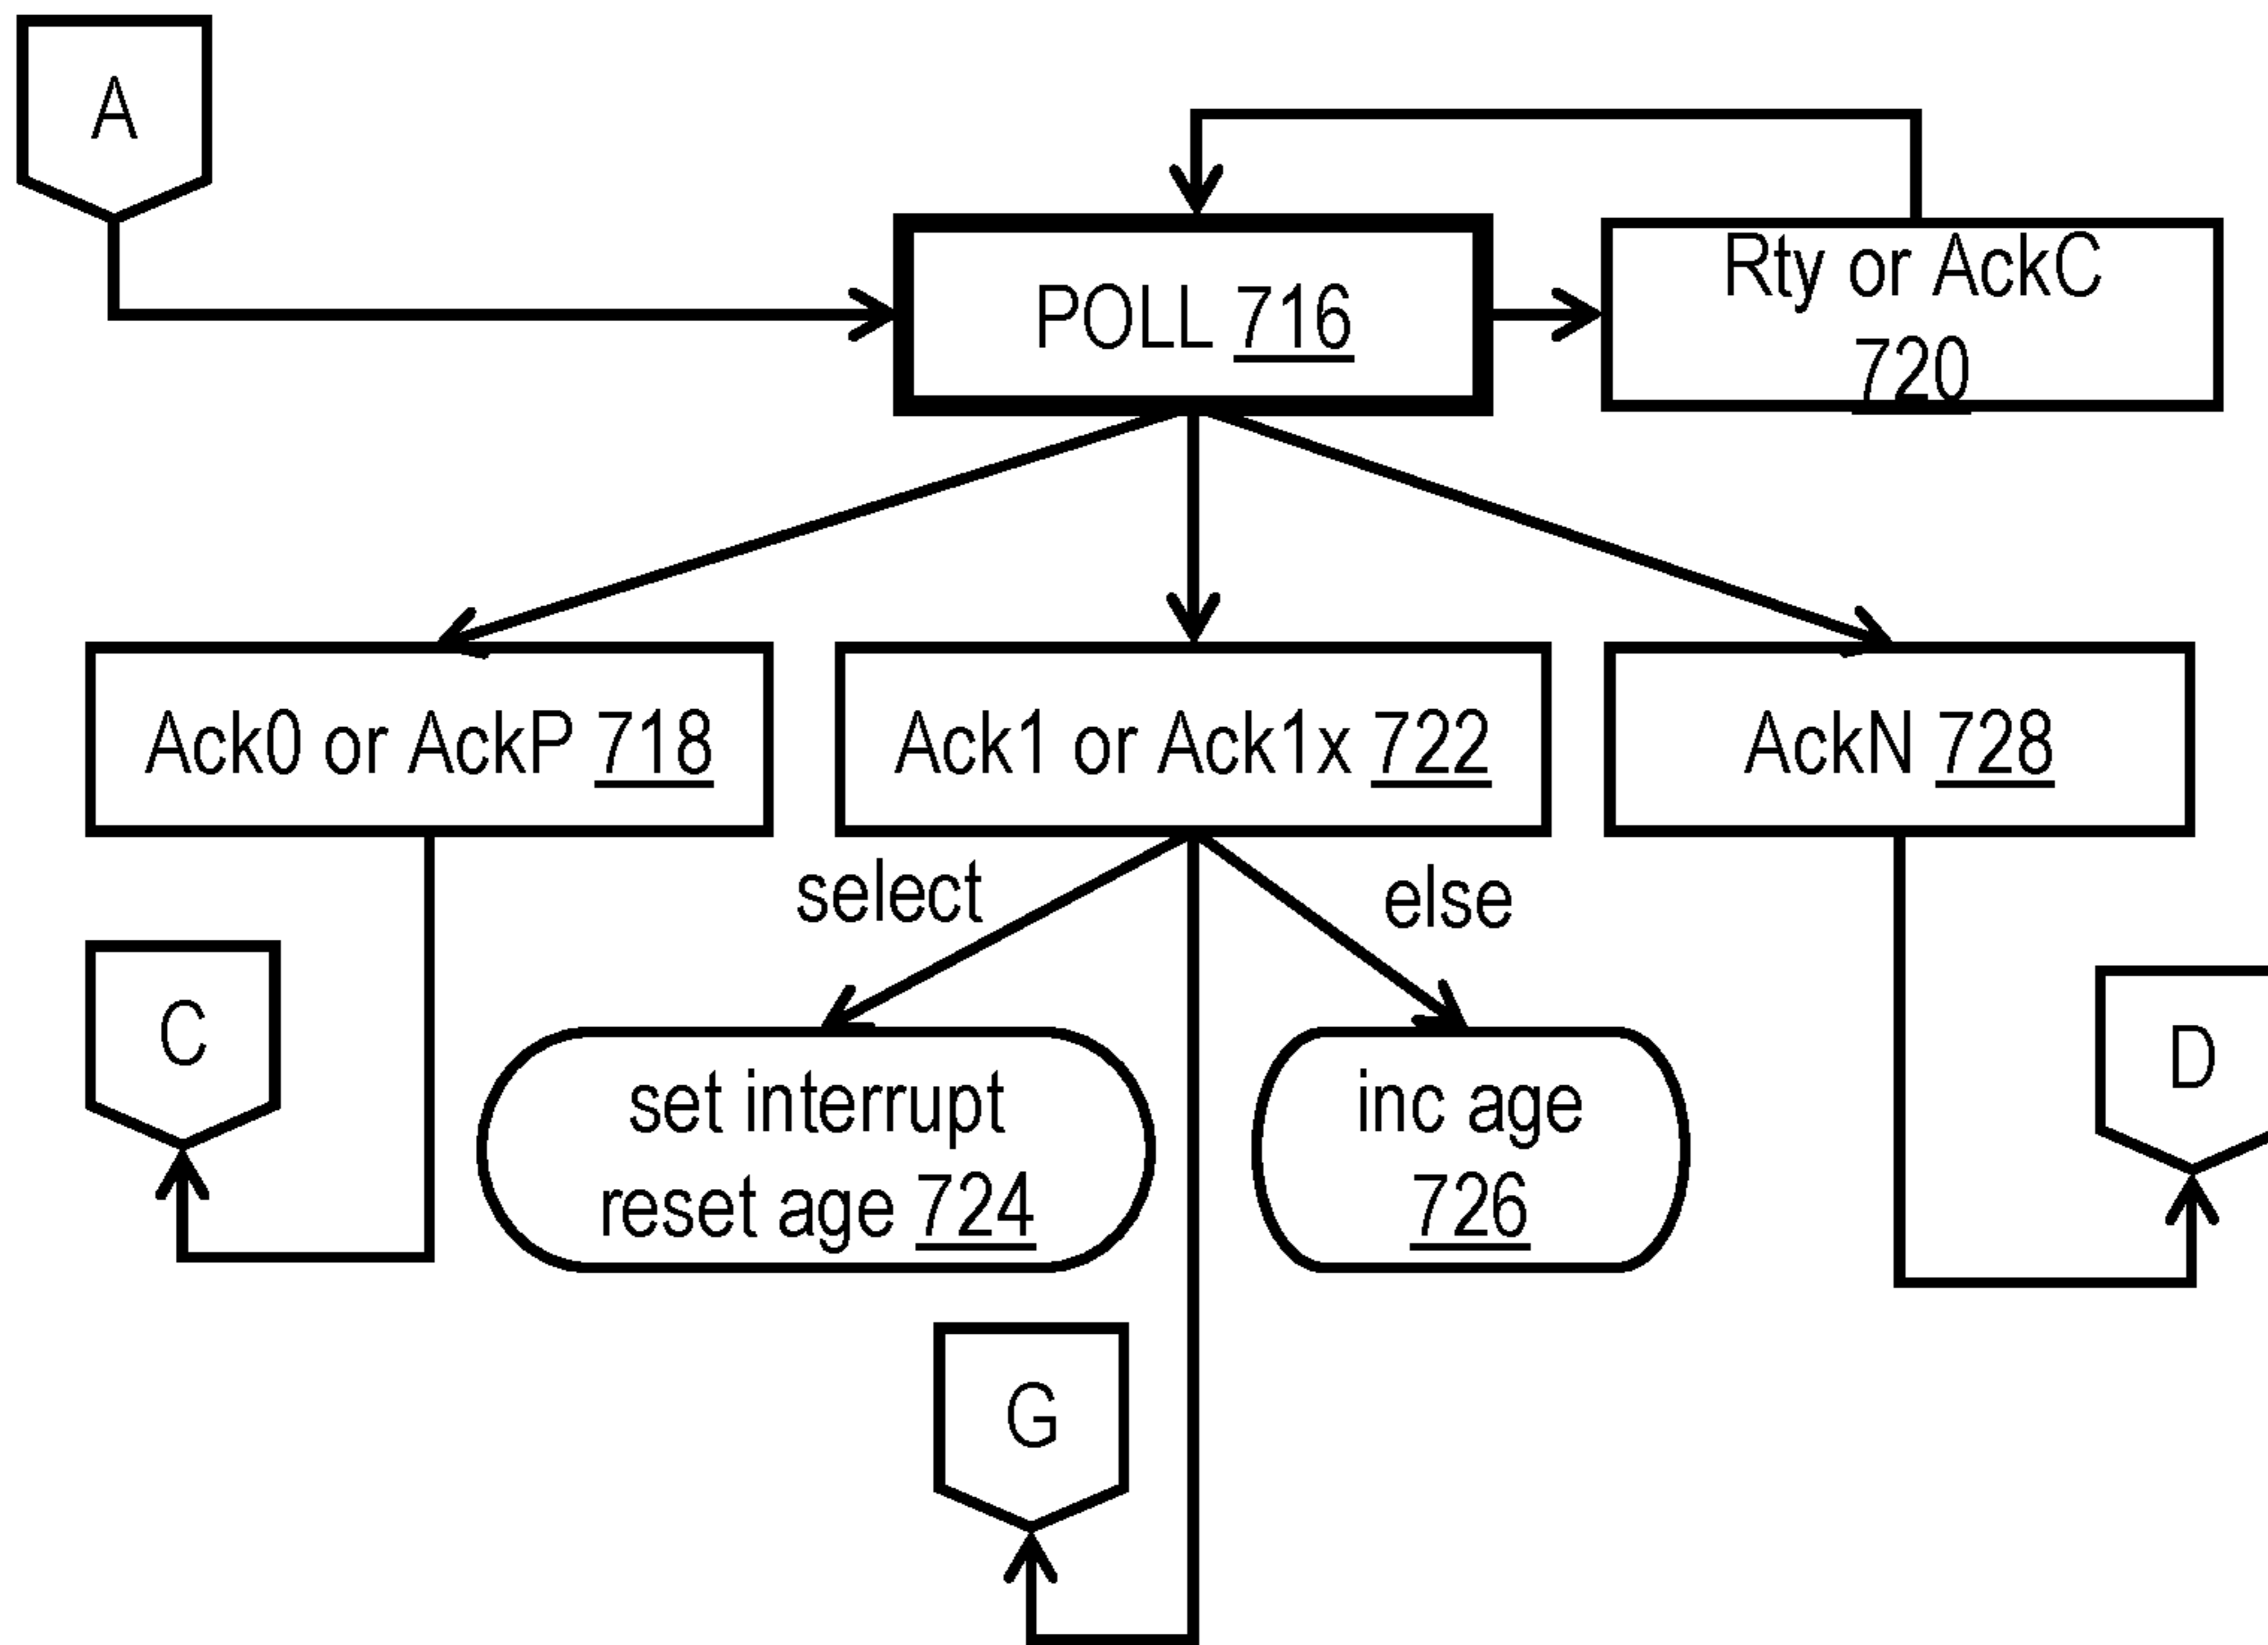 A
POLL 716
Rty or AckC
720
Ack0 or AckP 718
Ack1 or Ack1x 722
AckN 728
select
else
C
set interrupt
reset age 724
inc age
726
D
G